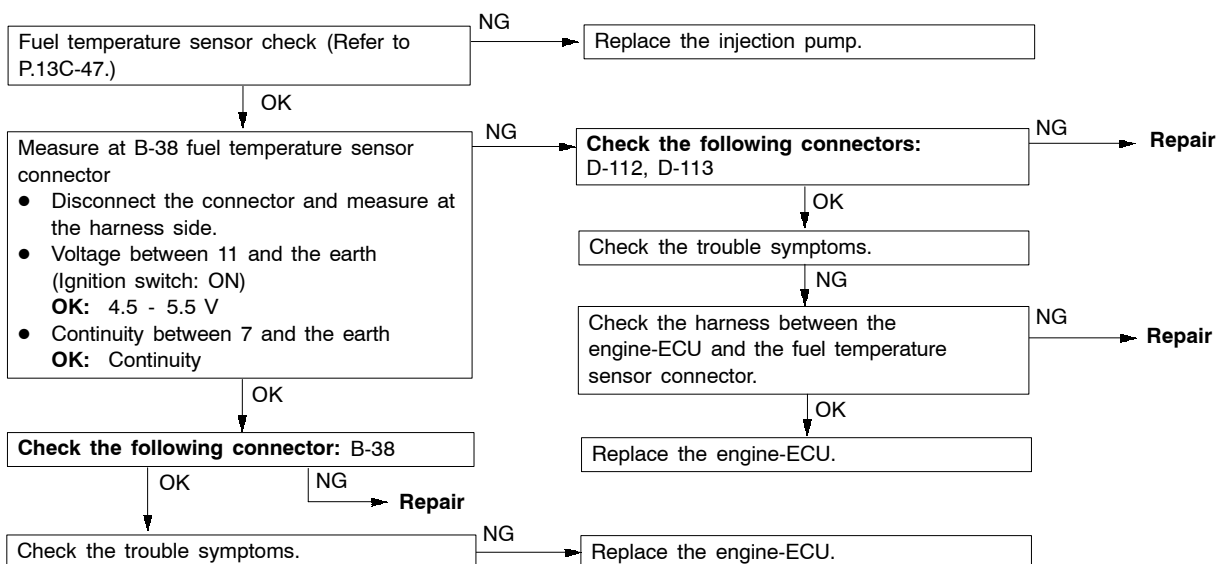 Fuel temperature sensor check (Refer to
P.13C-47.)
NG
Replace the injection pump.
OK
Measure at B-38 fuel temperature sensor
connector
● Disconnect the connector and measure at
the harness side.
● Voltage between 11 and the earth
(Ignition switch: ON)
OK: 4.5 - 5.5 V
● Continuity between 7 and the earth
OK: Continuity
NG
Check the following connectors:
D-112, D-113
NG
Repair
OK
Check the trouble symptoms.
NG
Check the harness between the
engine-ECU and the fuel temperature
sensor connector.
NG
Repair
OK
Replace the engine-ECU.
OK
Check the following connector: B-38
OK
NG
Repair
Check the trouble symptoms.
NG
Replace the engine-ECU.